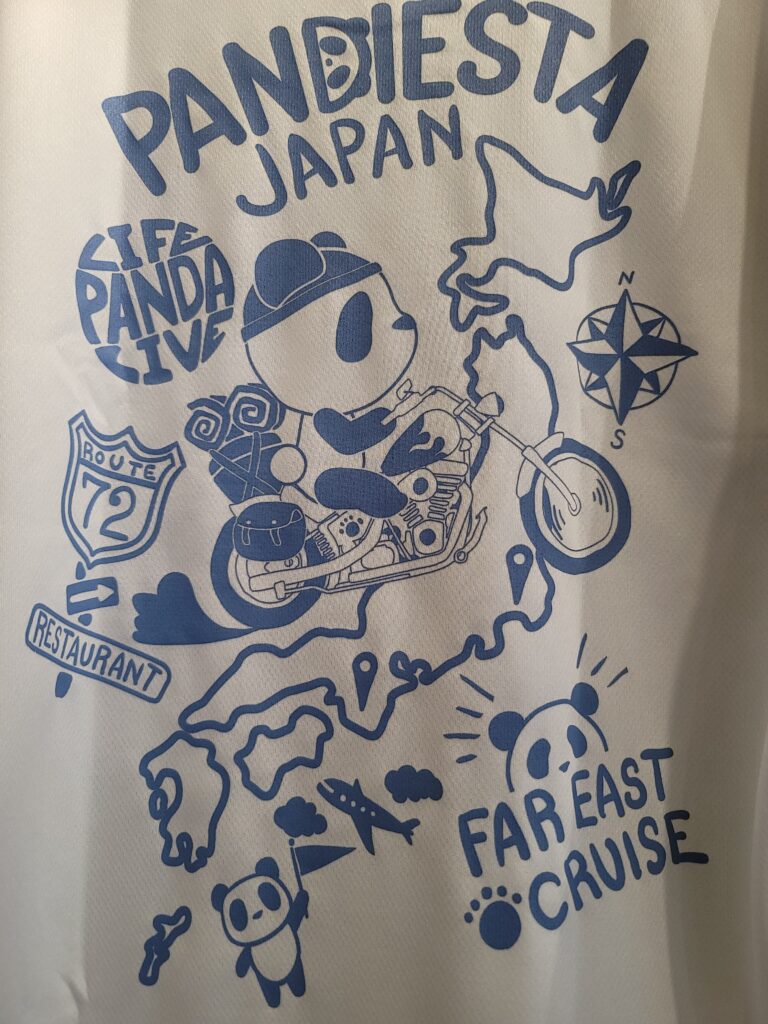 PANDIESTA
JAPAN
LIFE
PANDA
LIVE
N
S
ROUTE
72
RESTAURANT
FAR EAST
CRUISE